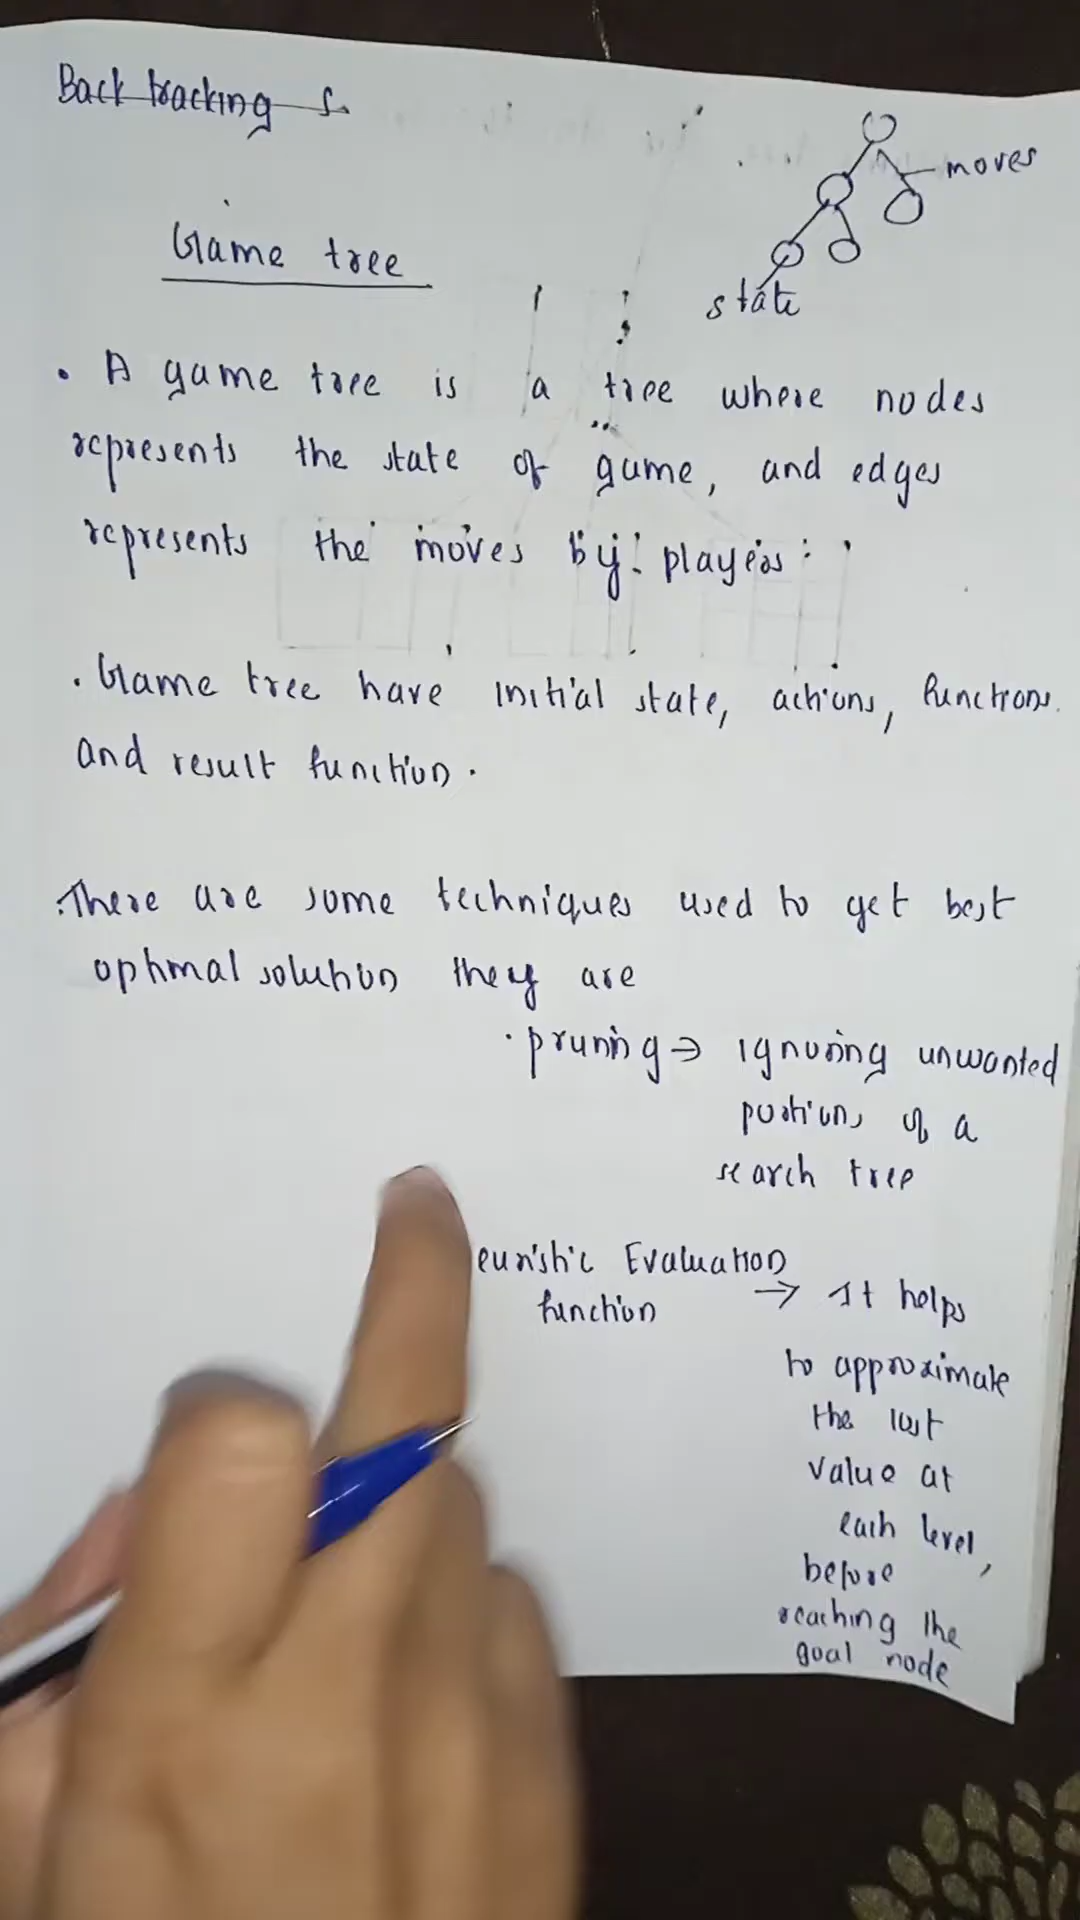 Back tracking S
moves
Game tree
state
. A game tree is a tree where nodes
represents the state of game, and edges
represents the moves by players.
. Game tree have initial state, actions, functions.
and result function.
. There are some techniques used to get best
optimal solution they are
. pruning → ignoring unwanted
portions of a
search tree
euristic Evaluation
function → It helps
to approximate
the cost
value at
each level,
before
reaching the
goal node